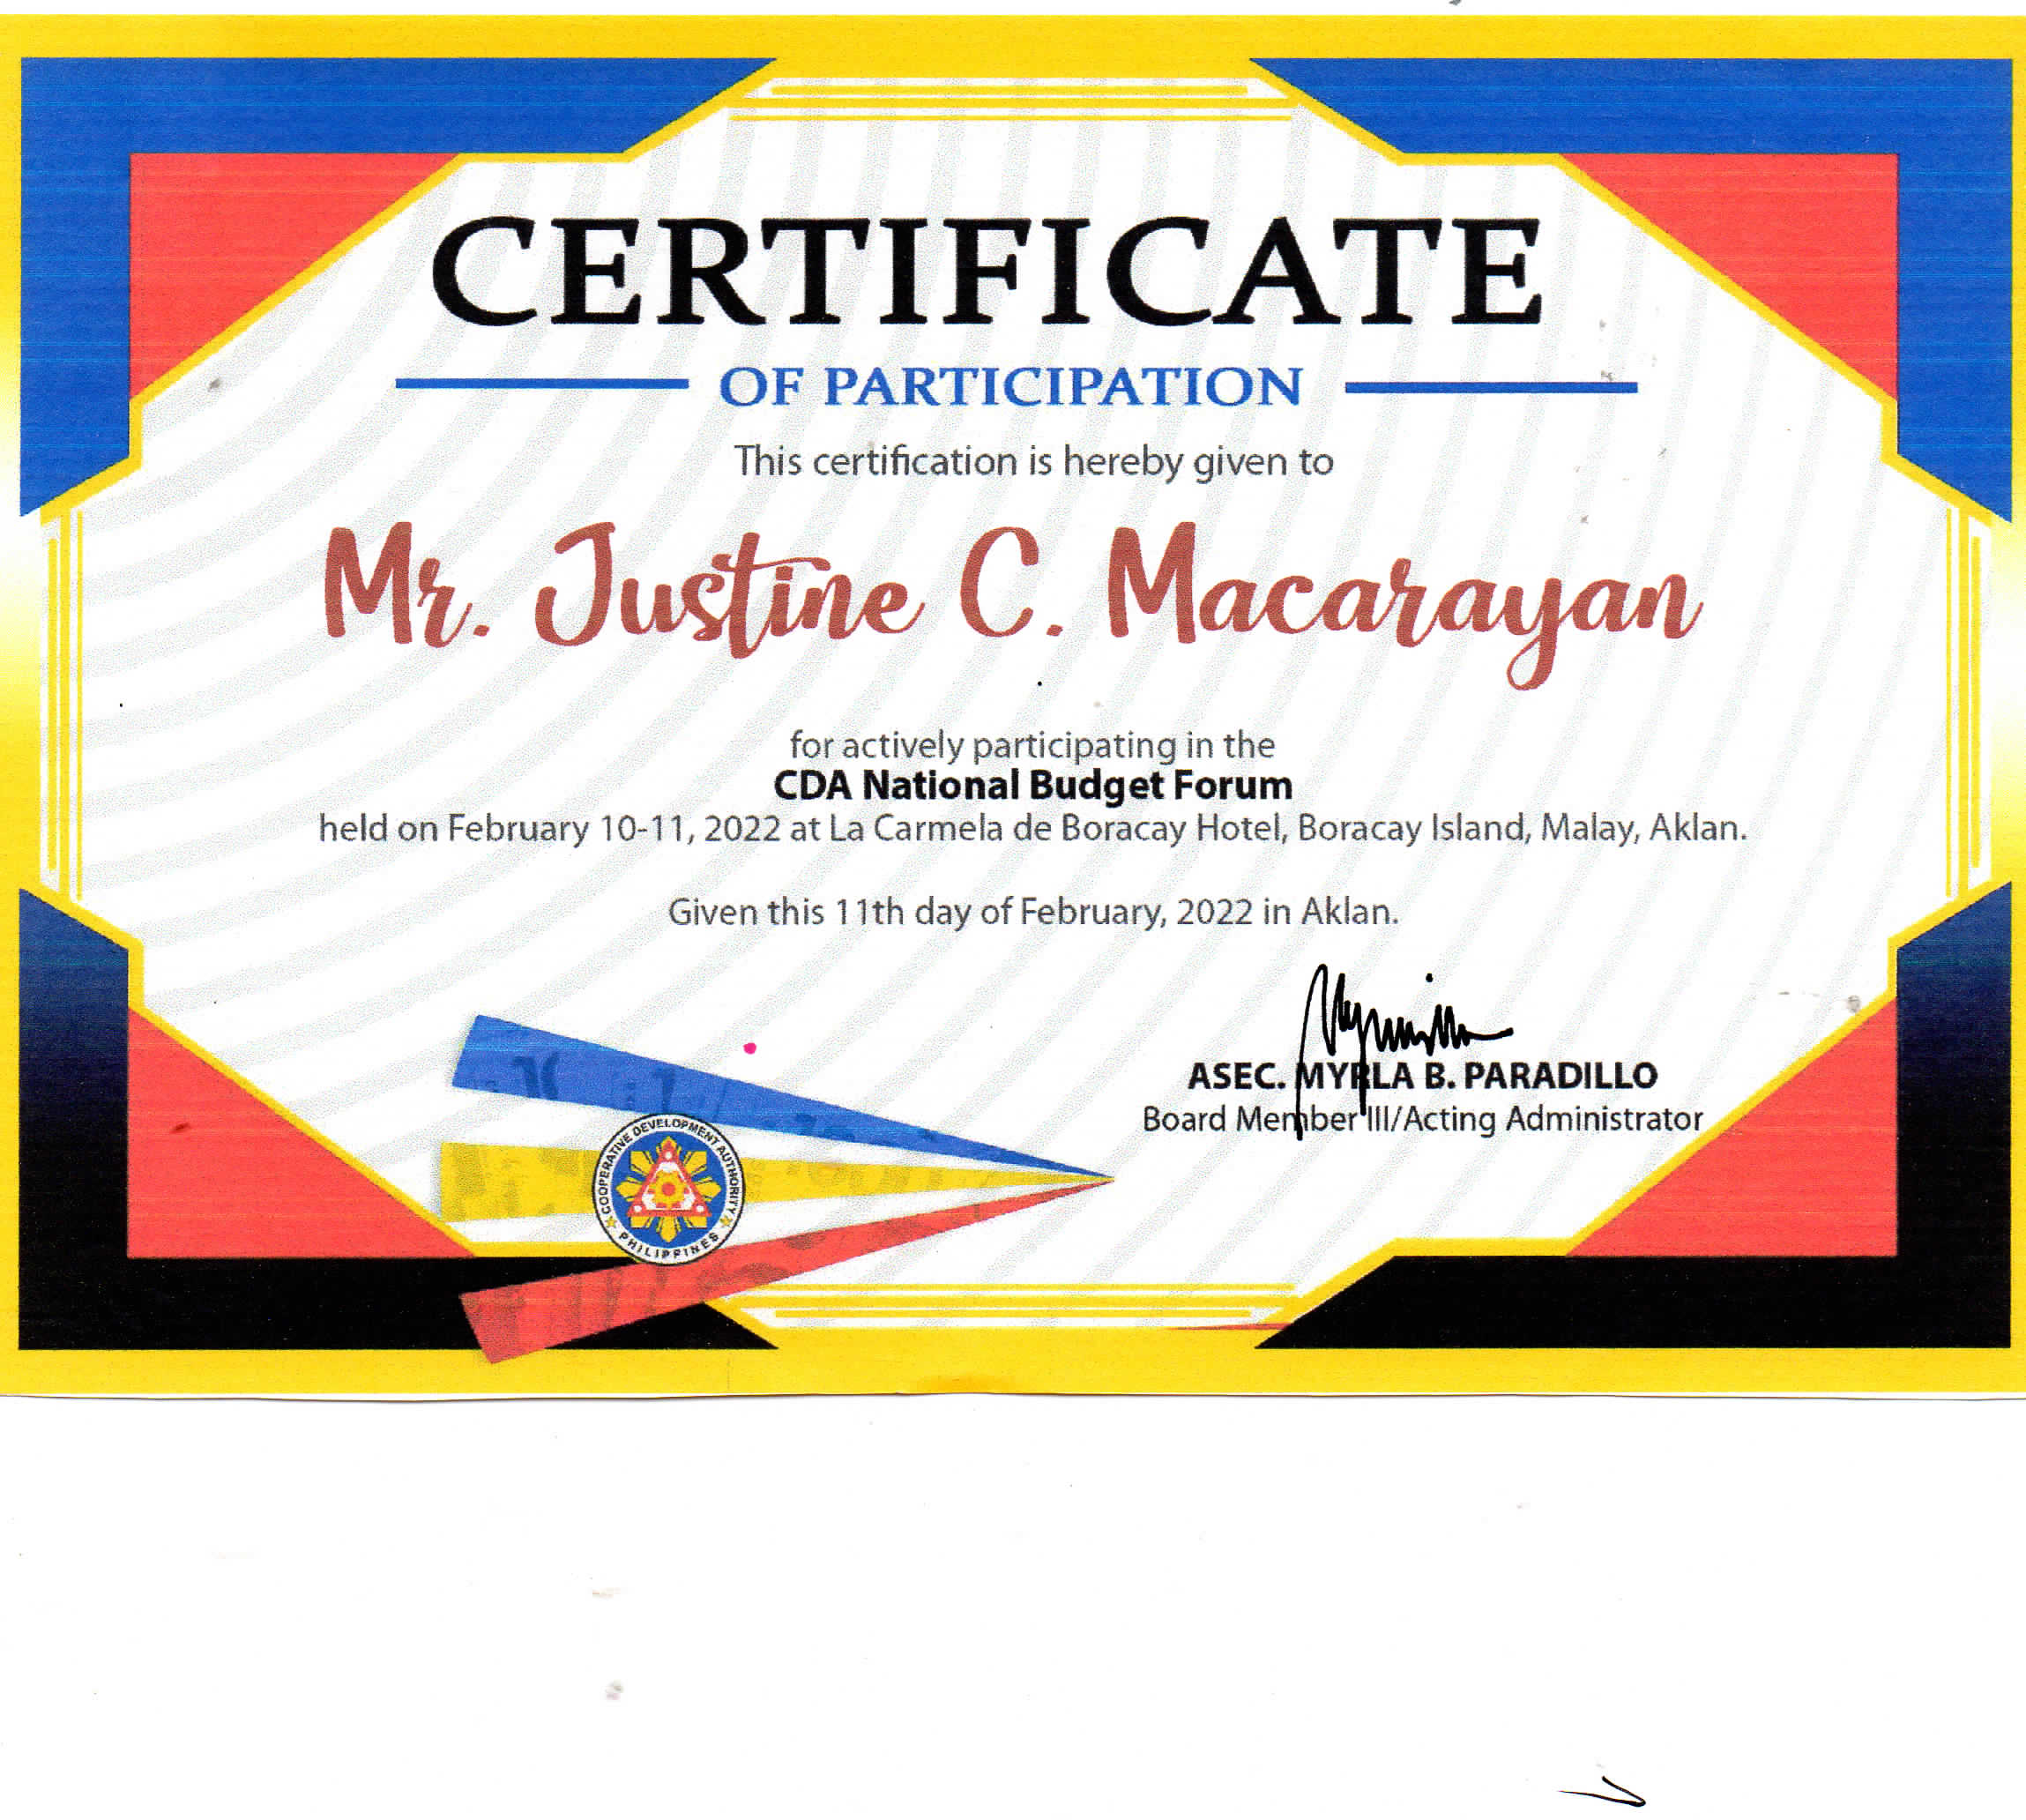 CERTIFICATE
OF PARTICIPATION
This certification is hereby given to
Mr. Justine C. Macarayan
for actively participating in the
CDA National Budget Forum
held on February 10-11, 2022 at La Carmela de Boracay Hotel, Boracay Island, Malay, Aklan.
Given this 11th day of February, 2022 in Aklan.
ASEC. MYRLA B. PARADILLO
Board Member III/Acting Administrator
COOPERATIVE DEVELOPMENT AUTHORITY
PHILIPPINES